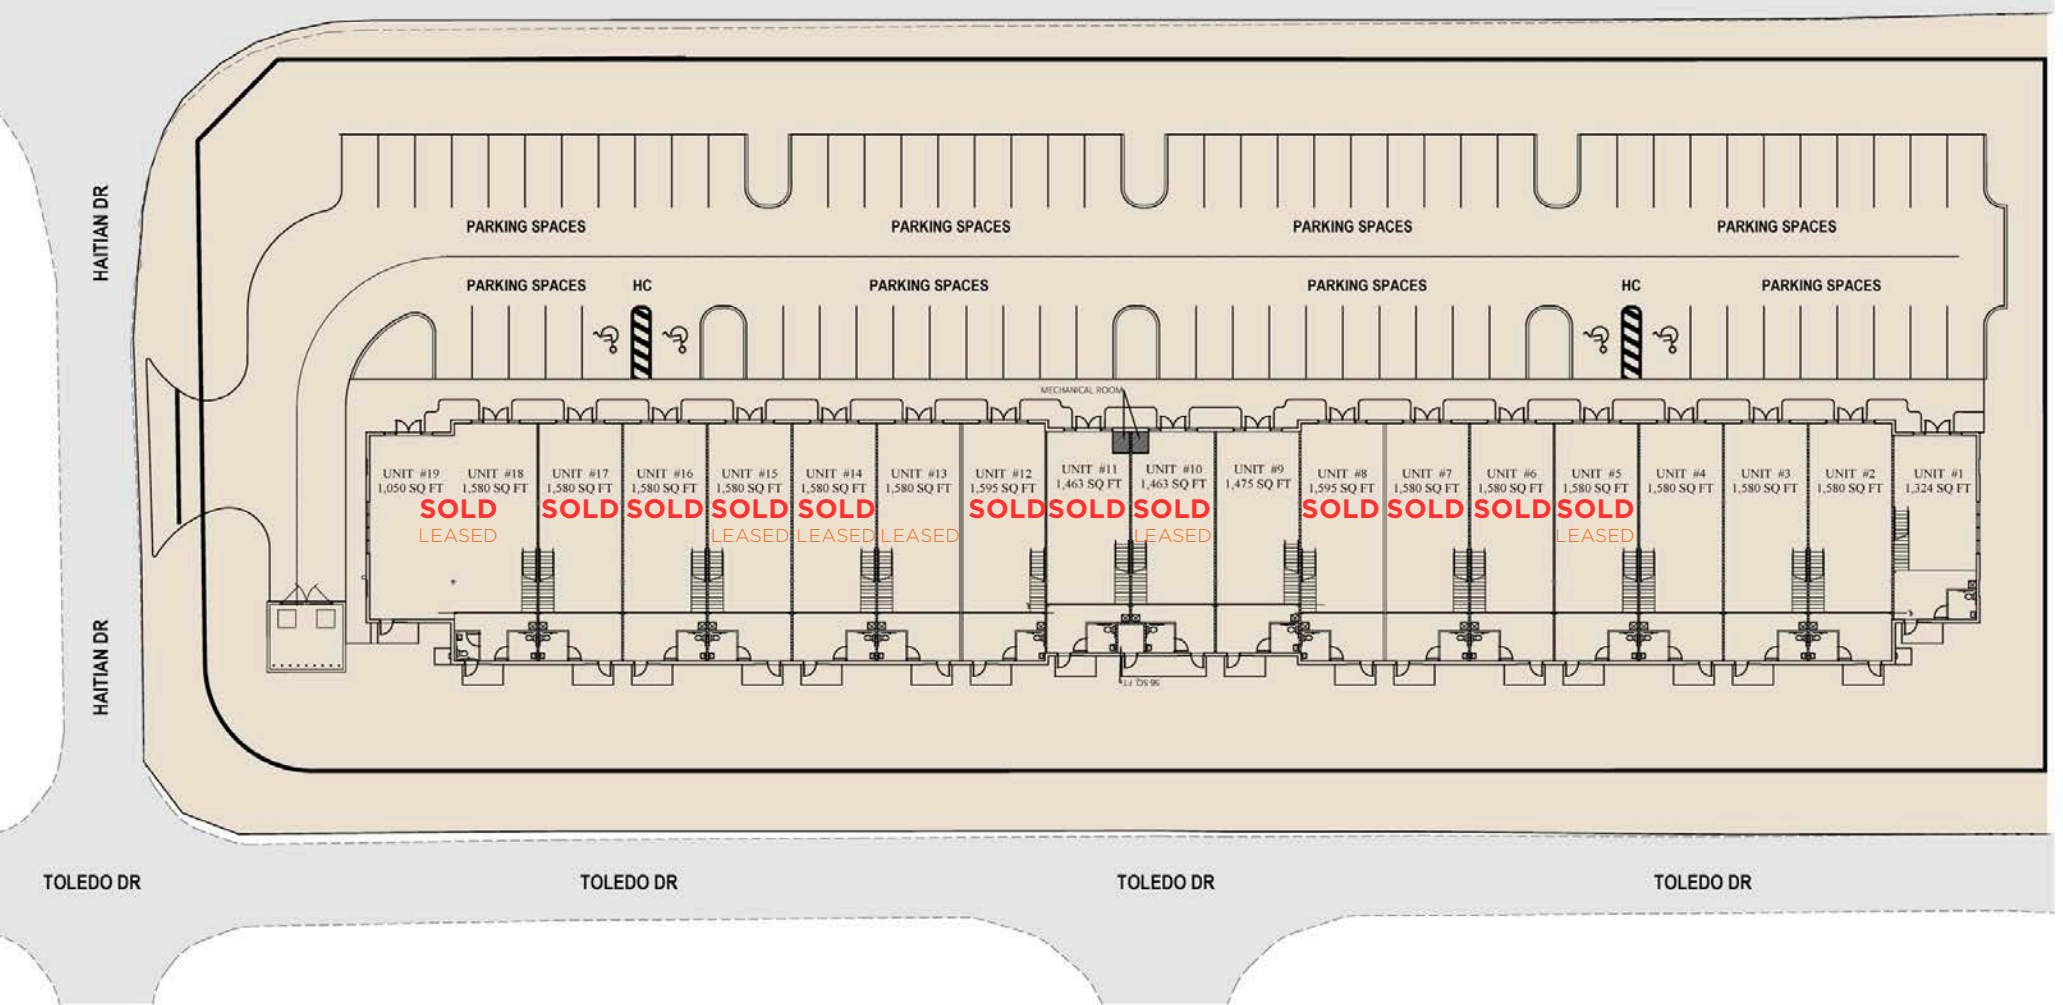 HAITIAN DR
PARKING SPACES
PARKING SPACES
PARKING SPACES
PARKING SPACES
PARKING SPACES
HC
PARKING SPACES
PARKING SPACES
HC
PARKING SPACES
MECHANICAL ROOM
UNIT #19
1,050 SQ FT
UNIT #18
1,580 SQ FT
SOLD
LEASED
UNIT #17
1,580 SQ FT
SOLD
UNIT #16
1,580 SQ FT
SOLD
UNIT #15
1,580 SQ FT
SOLD
LEASED
UNIT #14
1,580 SQ FT
SOLD
LEASED
UNIT #13
1,580 SQ FT
LEASED
UNIT #12
1,595 SQ FT
SOLD
UNIT #11
1,463 SQ FT
SOLD
UNIT #10
1,463 SQ FT
SOLD
LEASED
UNIT #9
1,475 SQ FT
UNIT #8
1,595 SQ FT
SOLD
UNIT #7
1,580 SQ FT
SOLD
UNIT #6
1,580 SQ FT
SOLD
UNIT #5
1,580 SQ FT
SOLD
LEASED
UNIT #4
1,580 SQ FT
UNIT #3
1,580 SQ FT
UNIT #2
1,580 SQ FT
UNIT #1
1,324 SQ FT
HAITIAN DR
TOLEDO DR
TOLEDO DR
TOLEDO DR
TOLEDO DR